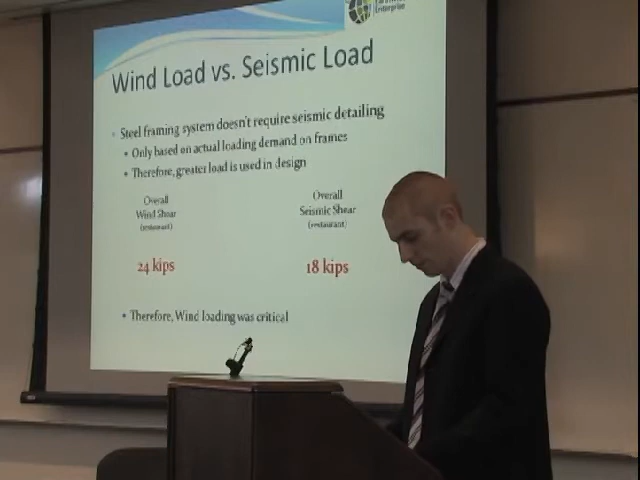 Enterprise
Wind Load vs. Seismic Load
Steel framing system doesn't require seismic detailing
• Only based on actual loading demand on frames
• Therefore, greater load is used in design
Overall
Wind Shear
(restaurant)
24 kips
Overall
Seismic Shear
(restaurant)
18 kips
• Therefore, Wind loading was critical